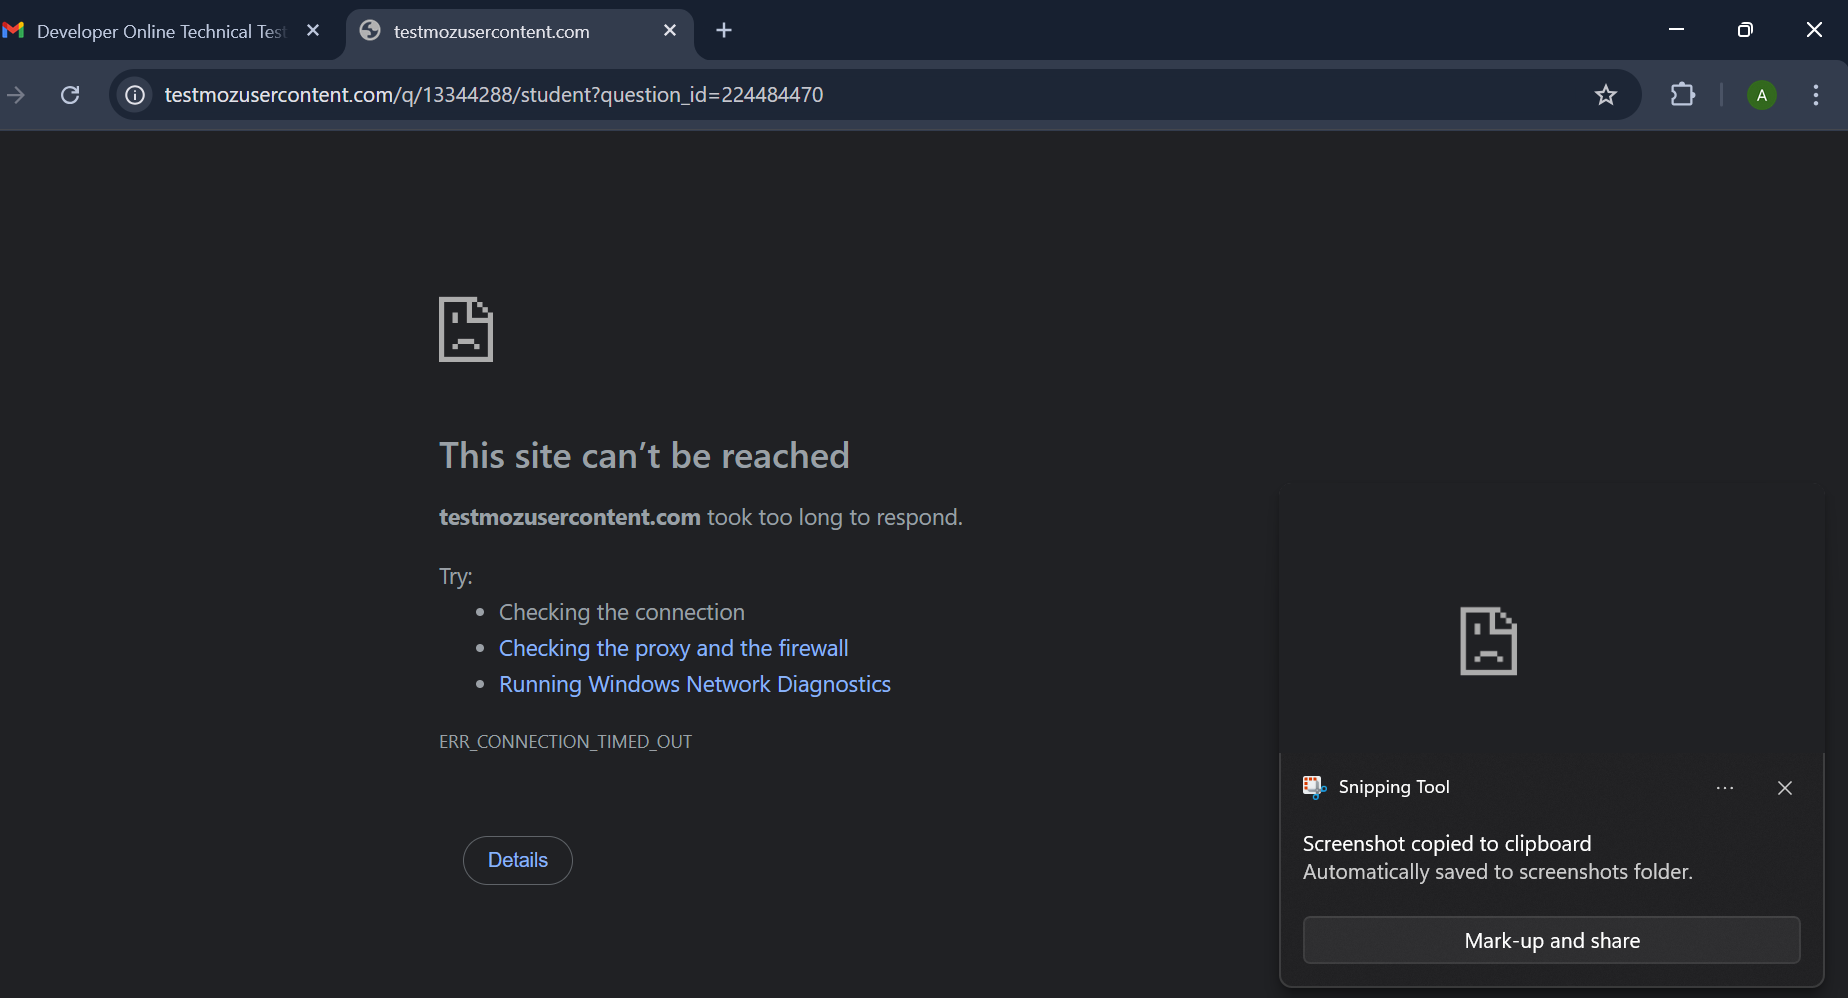 Developer Online Technical Test
testmozusercontent.com
testmozusercontent.com/q/13344288/student?question_id=224484470
A
This site can’t be reached
testmozusercontent.com took too long to respond.
Try:
• Checking the connection
• Checking the proxy and the firewall
• Running Windows Network Diagnostics
ERR_CONNECTION_TIMED_OUT
Details
Snipping Tool
Screenshot copied to clipboard
Automatically saved to screenshots folder.
Mark-up and share